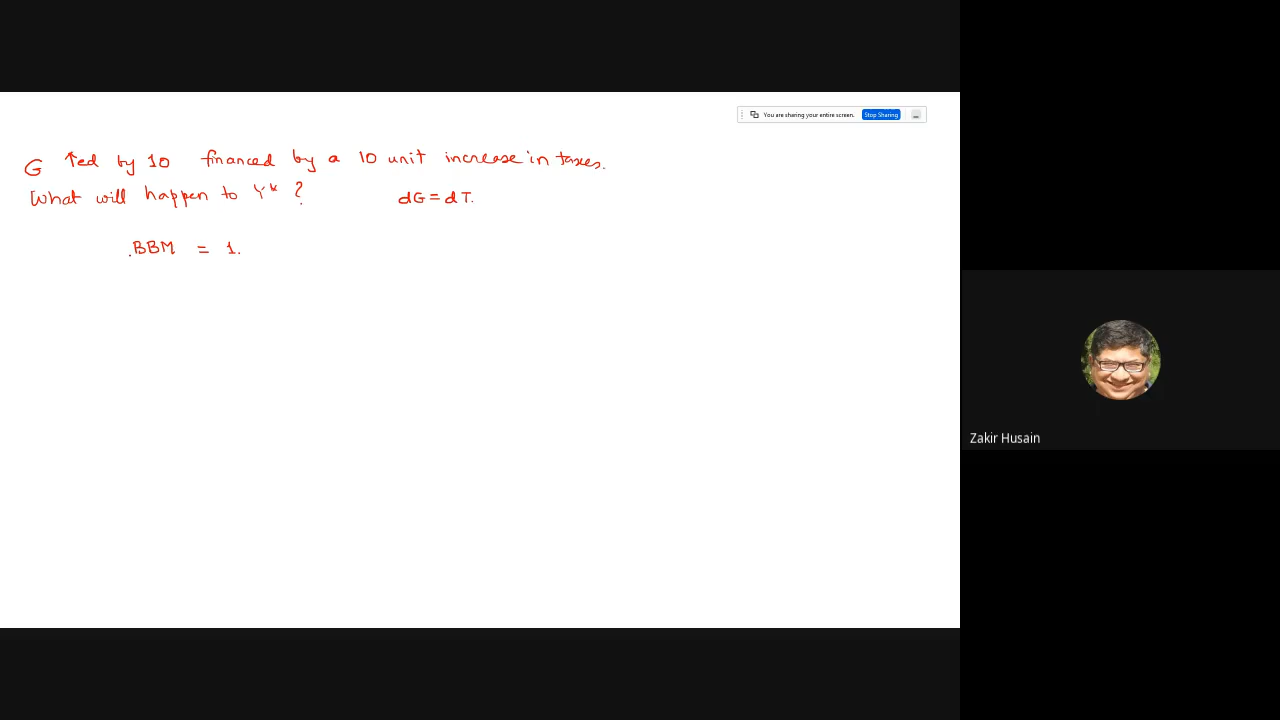 You are sharing your entire screen. Stop Sharing
G ↑ed by 10 financed by a 10 unit increase in taxes.
What will happen to Y* ? dG = dT.
BBM = 1.
Zakir Husain